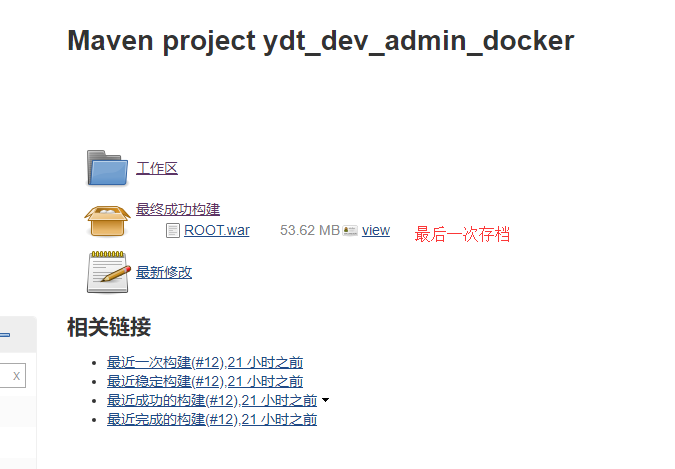 Maven project ydt_dev_admin_docker
工作区
最终成功构建
ROOT.war 53.62 MB view 最后一次存档
最新修改
相关链接
最近一次构建(#12),21 小时之前
x
最近稳定构建(#12),21 小时之前
最近成功的构建(#12),21 小时之前
最近完成的构建(#12),21 小时之前